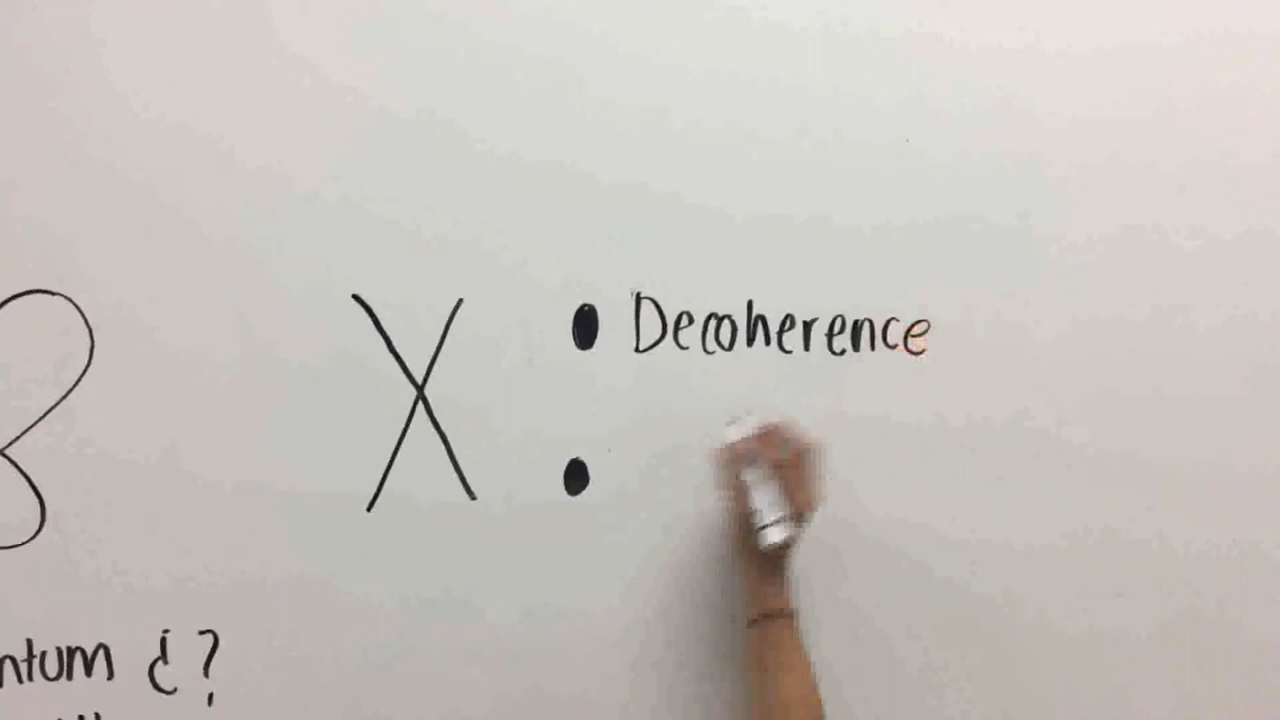 X • Decoherence
•
ntum ¿?